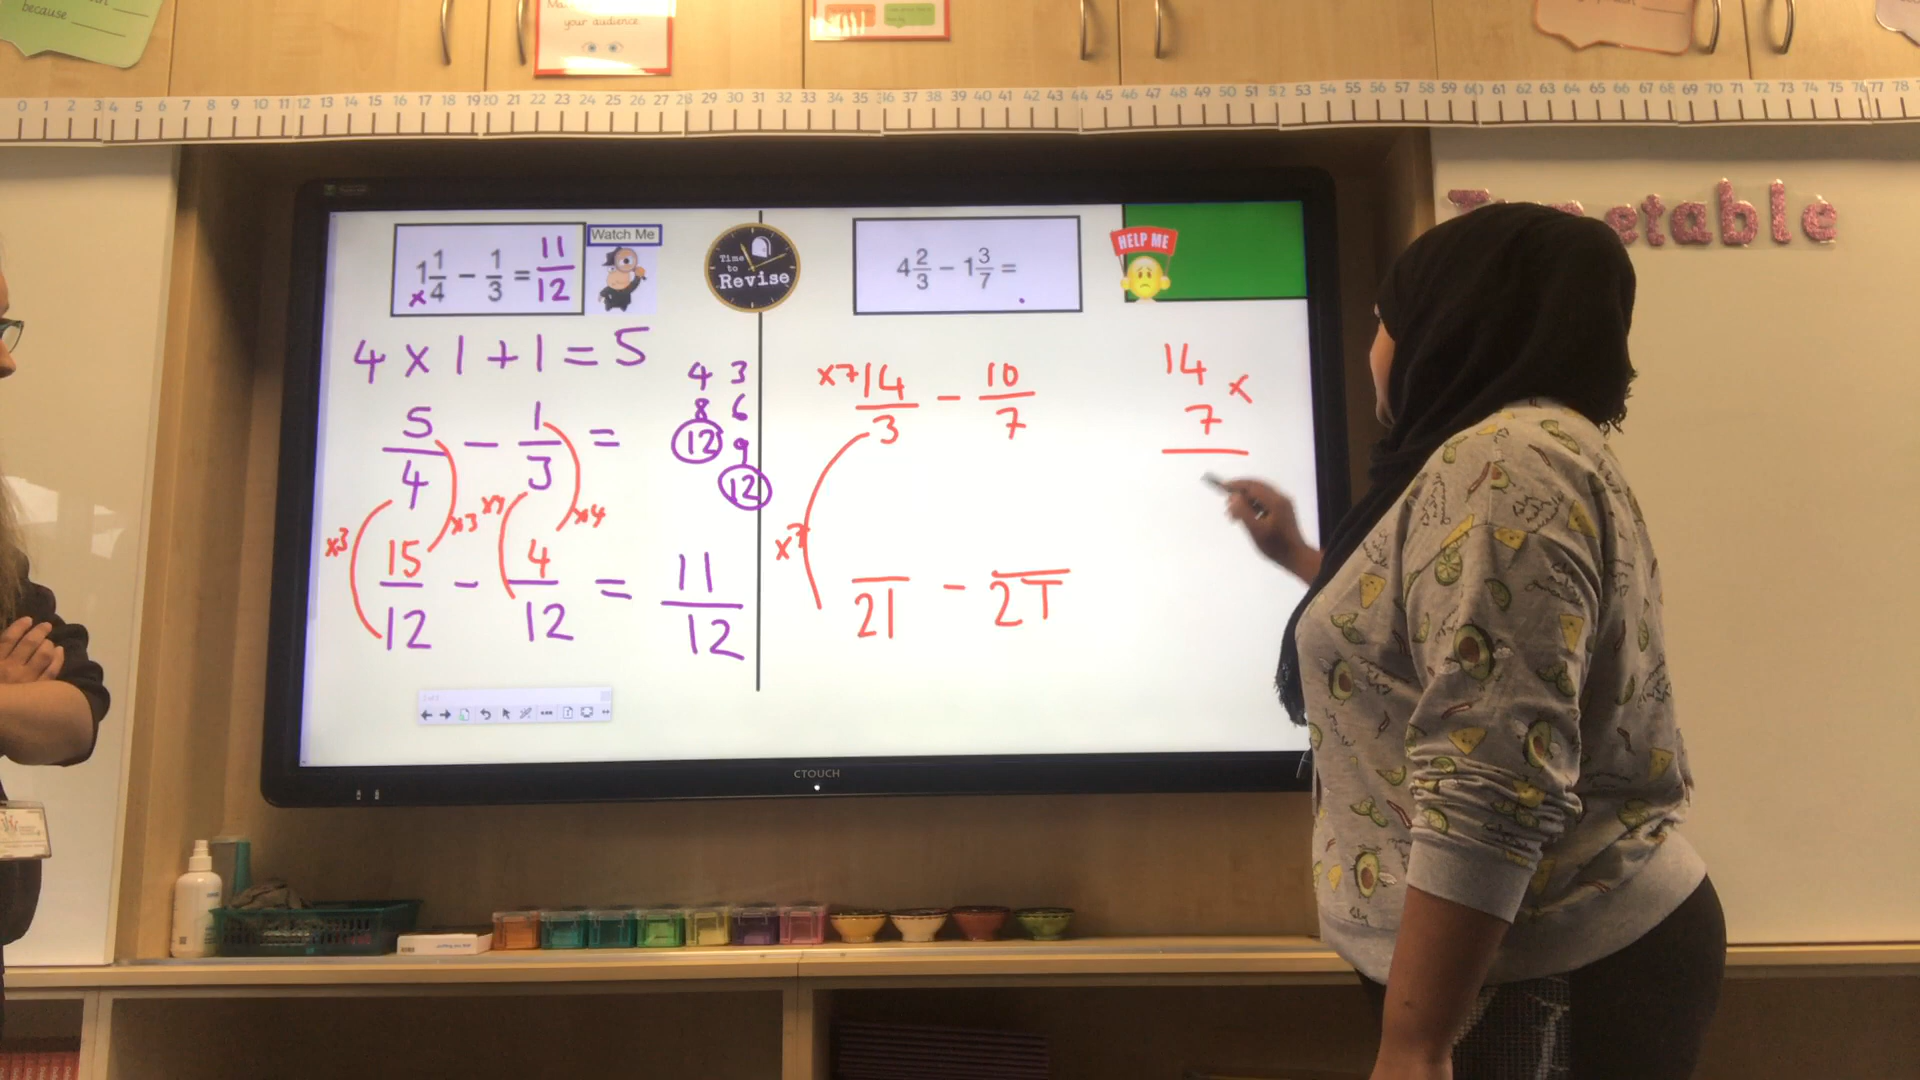 because
your audience
0 1 2 3 4 5 6 7 8 9 10 11 12 13 14 15 16 17 18 19 20 21 22 23 24 25 26 27 28 29 30 31 32 33 34 35 36 37 38 39 40 41 42 43 44 45 46 47 48 49 50 51 52 53 54 55 56 57 58 59 60 61 62 63 64 65 66 67 68 69 70 71 72 73 74 75 76 77 78
Timetable
1 1/4 - 1/3 = 11/12
×
Watch Me
Time
to
Revise
4 2/3 - 1 3/7 =
HELP ME
4 × 1 + 1 = 5
5/4 - 1/3 =
×3 ×3 ×4
15/12 - 4/12 = 11/12
4 3
8 6
12 9
12
×7 14/3 - 10/7
×7
21 - 21
14 ×
7
CTOUCH